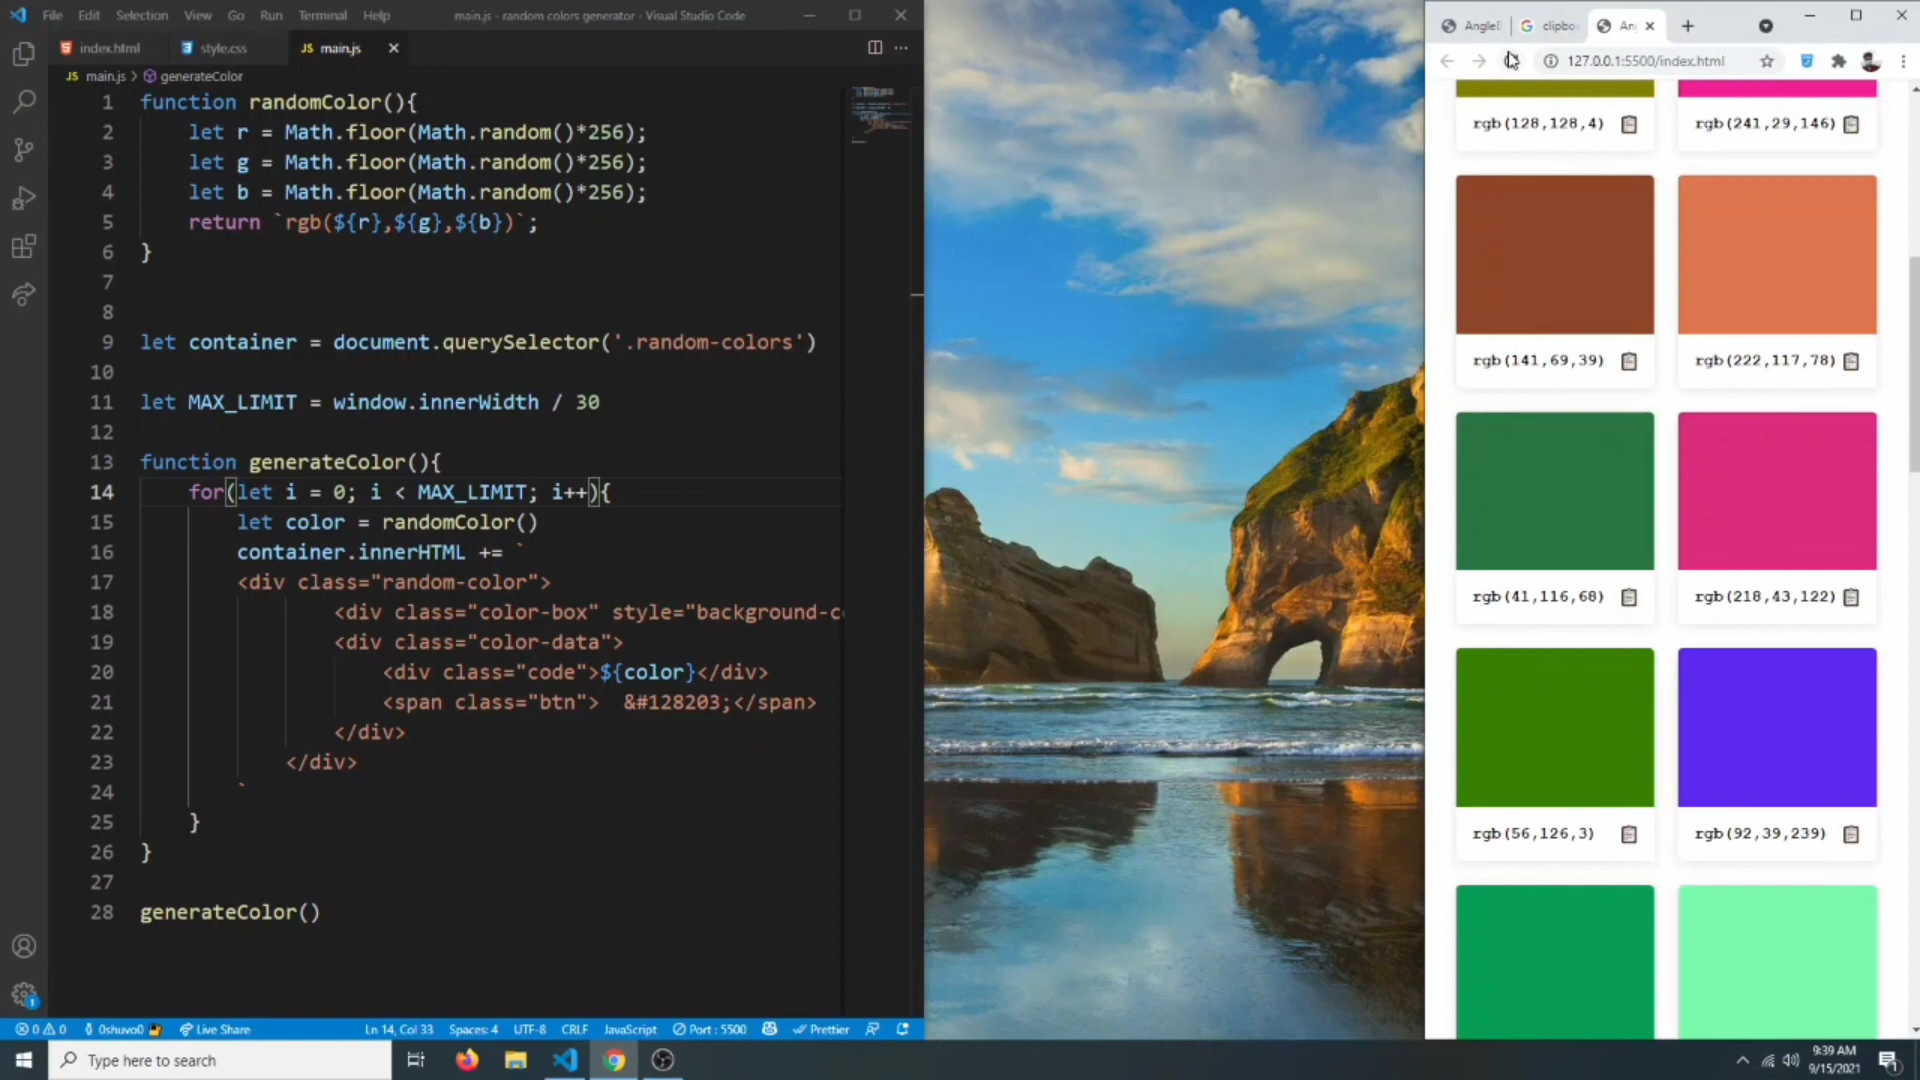 File Edit Selection View Go Run Terminal Help
main.js - random colors generator - Visual Studio Code
index.html style.css JS main.js
JS main.js > generateColor
1 function randomColor(){
2 let r = Math.floor(Math.random()*256);
3 let g = Math.floor(Math.random()*256);
4 let b = Math.floor(Math.random()*256);
5 return `rgb(${r},${g},${b})`;
6 }
7
8
9 let container = document.querySelector('.random-colors')
10
11 let MAX_LIMIT = window.innerWidth / 30
12
13 function generateColor(){
14 for(let i = 0; i < MAX_LIMIT; i++){
15 let color = randomColor()
16 container.innerHTML += `
17 <div class="random-color">
18 <div class="color-box" style="background-c
19 <div class="color-data">
20 <div class="code">${color}</div>
21 <span class="btn"> &#128203;</span>
22 </div>
23 </div>
24 `
25 }
26 }
27
28 generateColor()
0 0 0shuvo0 Live Share Ln 14, Col 33 Spaces: 4 UTF-8 CRLF JavaScript Port : 5500 Prettier
AngleD clipbo An
127.0.0.1:5500/index.html
rgb(128,128,4) rgb(241,29,146)
rgb(141,69,39) rgb(222,117,78)
rgb(41,116,68) rgb(218,43,122)
rgb(56,126,3) rgb(92,39,239)
Type here to search
9:39 AM
9/15/2021